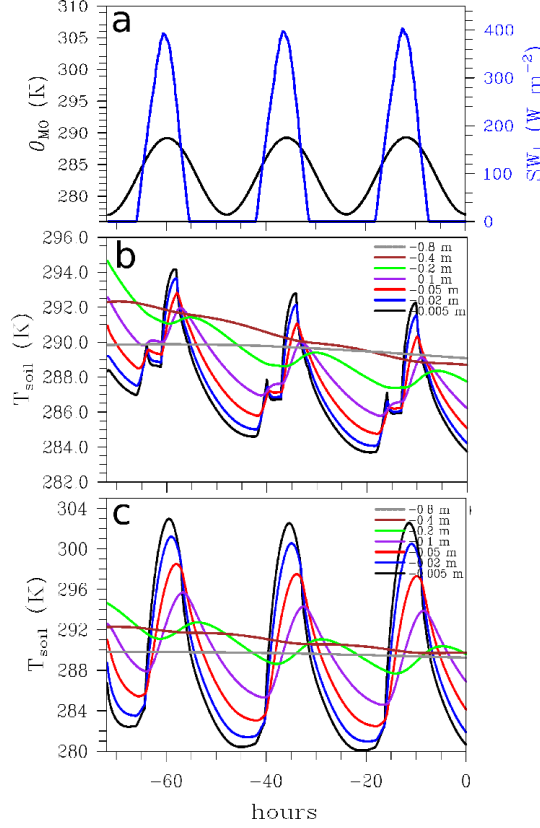 a
310
305
300
295
290
285
280
θMO (K)
400
300
200
100
0
SW↓ (W m−2)
b
296.0
294.0
292.0
290.0
288.0
286.0
284.0
282.0
Tsoil (K)
−0.8 m
−0.4 m
−0.2 m
−0.1 m
−0.05 m
−0.02 m
−0.005 m
c
304
300
296
292
288
284
280
Tsoil (K)
−0.8 m
−0.4 m
−0.2 m
−0.1 m
−0.05 m
−0.02 m
−0.005 m
−60
−40
−20
0
hours